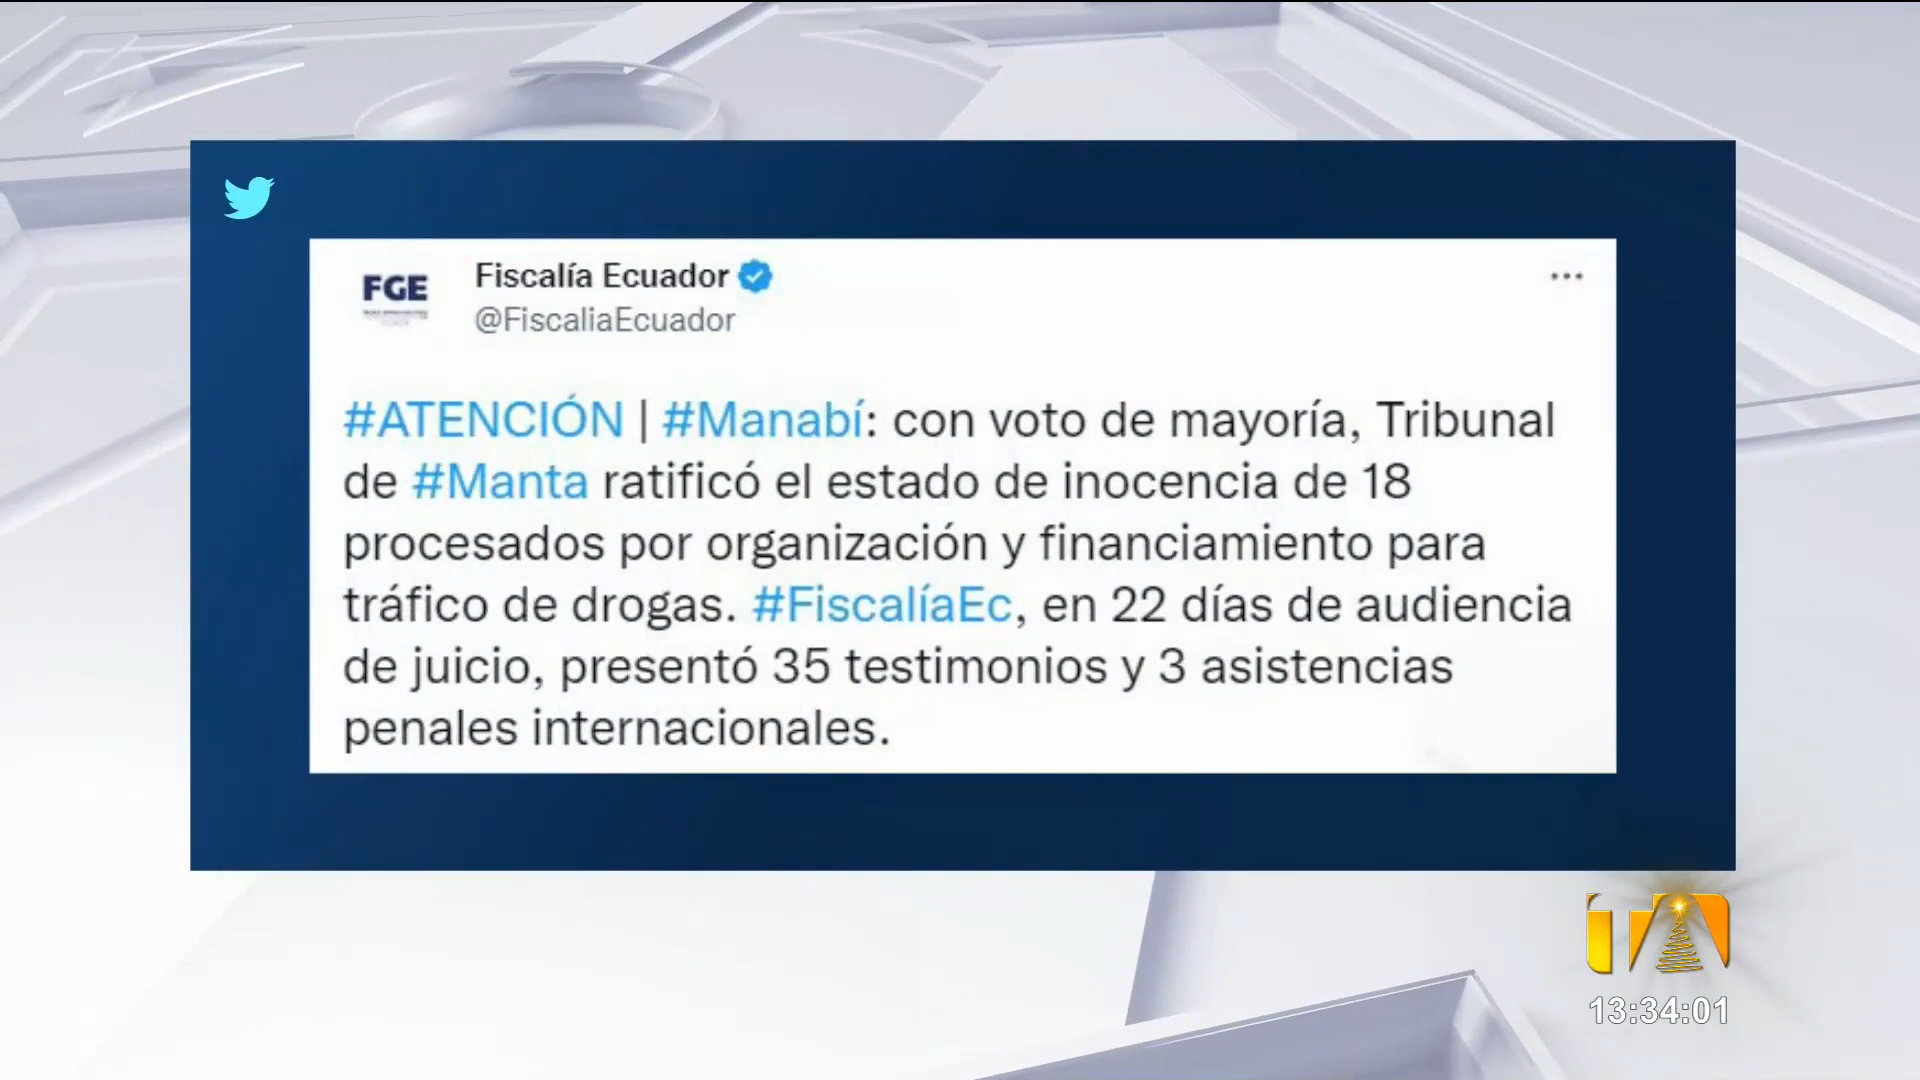 FGE
Fiscalía Ecuador
@FiscaliaEcuador
#ATENCIÓN | #Manabí: con voto de mayoría, Tribunal
de #Manta ratificó el estado de inocencia de 18
procesados por organización y financiamiento para
tráfico de drogas. #FiscalíaEc, en 22 días de audiencia
de juicio, presentó 35 testimonios y 3 asistencias
penales internacionales.
13:34:01